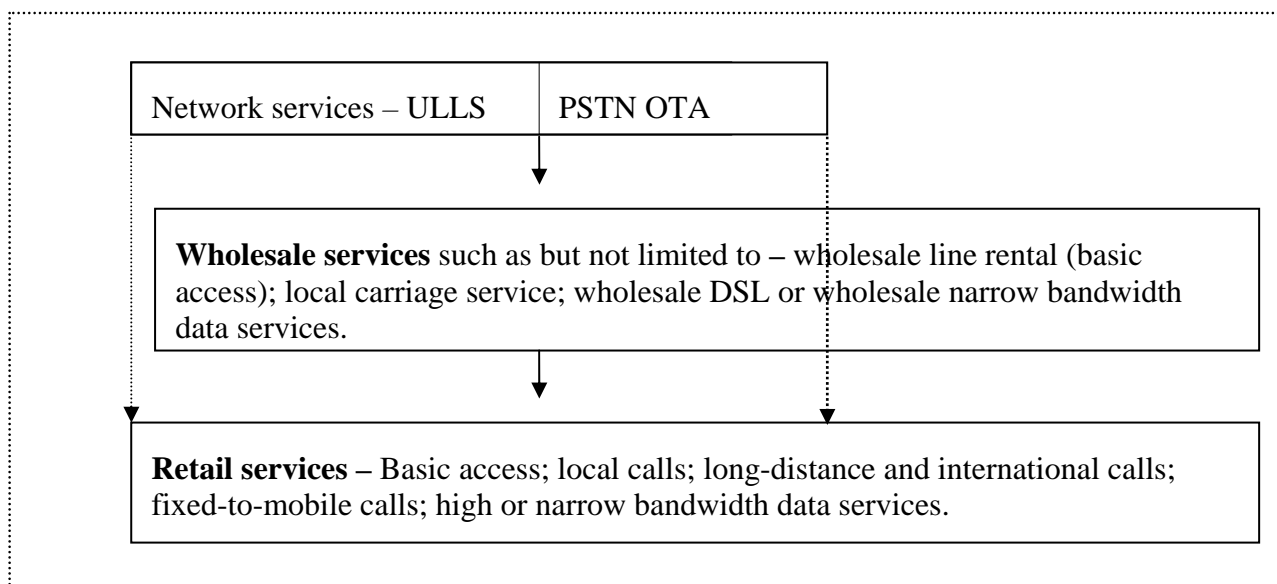 Network services – ULLS PSTN OTA
Wholesale services such as but not limited to – wholesale line rental (basic
access); local carriage service; wholesale DSL or wholesale narrow bandwidth
data services.
Retail services – Basic access; local calls; long-distance and international calls;
fixed-to-mobile calls; high or narrow bandwidth data services.